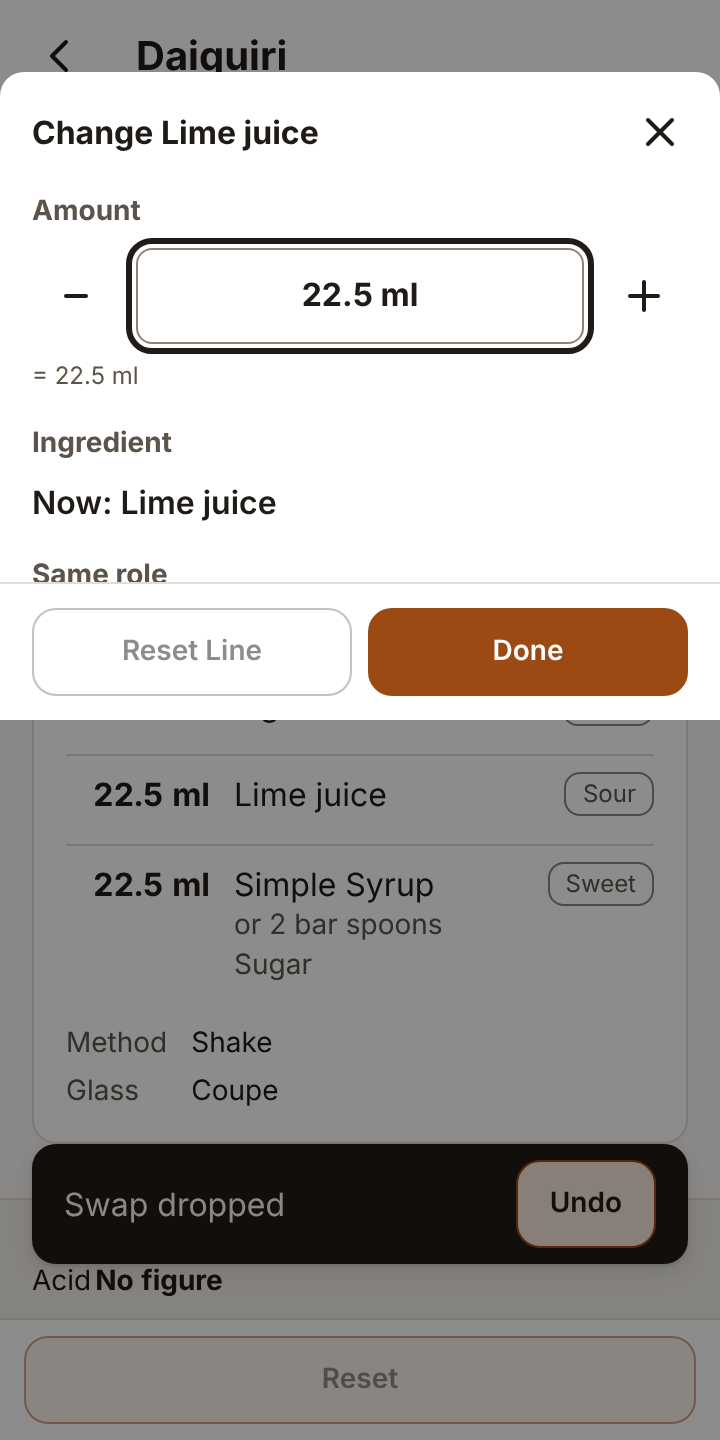 Daiquiri
Change Lime juice
Amount
22.5 ml
= 22.5 ml
Ingredient
Now: Lime juice
Same role
Reset Line
Done
22.5 ml Lime juice Sour
22.5 ml Simple Syrup Sweet
or 2 bar spoons
Sugar
Method Shake
Glass Coupe
Swap dropped Undo
Acid No figure
Reset